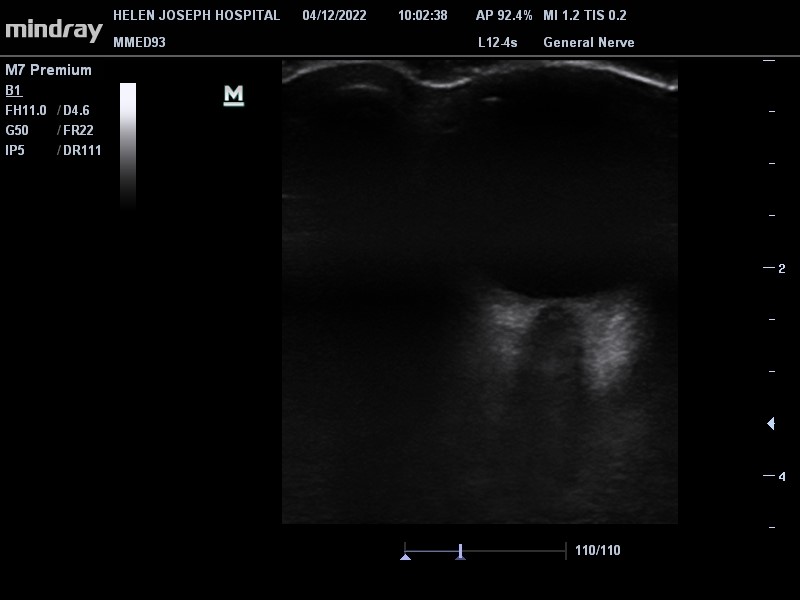 mindray
HELEN JOSEPH HOSPITAL 04/12/2022 10:02:38 AP 92.4% MI 1.2 TIS 0.2
MMED93 L12-4s General Nerve
M7 Premium
B1
FH11.0 / D4.6
G50 / FR22
IP5 / DR111
M
2
4
110/110